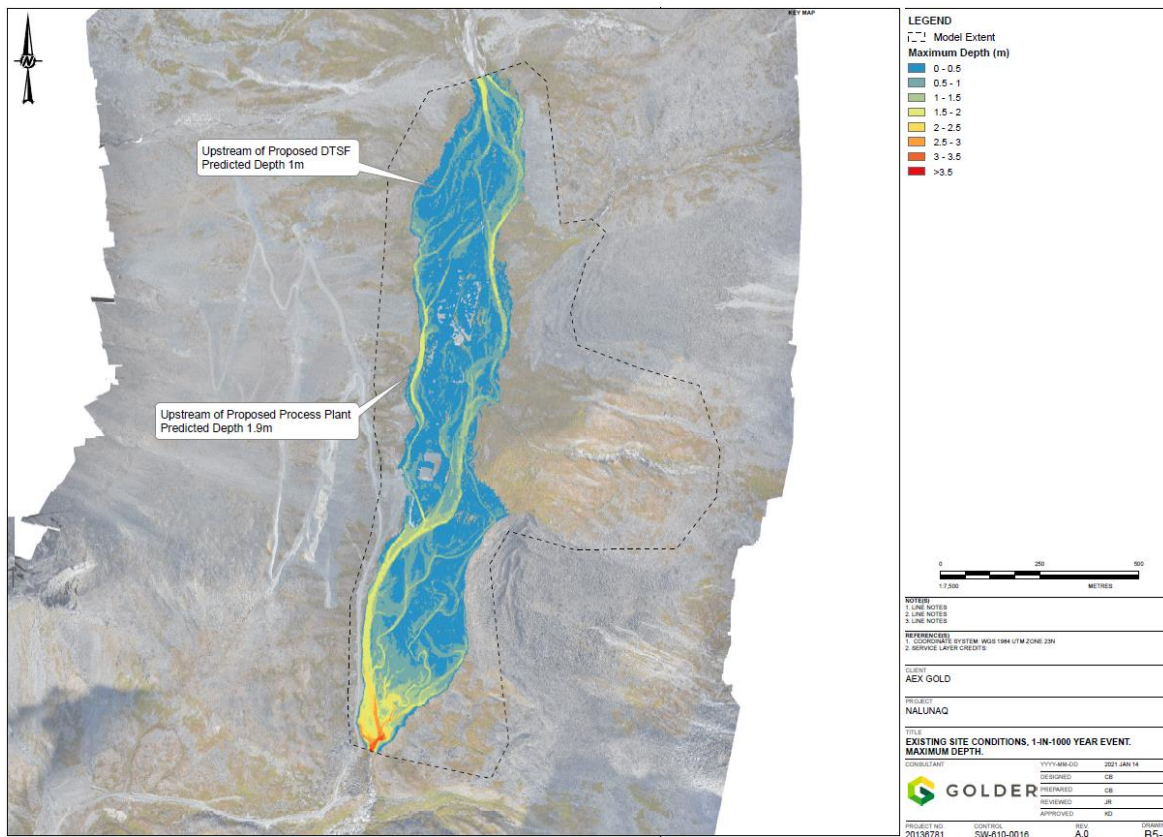 KEY MAP
N
Upstream of Proposed DTSF
Predicted Depth 1m
Upstream of Proposed Process Plant
Predicted Depth 1.9m
LEGEND
Model Extent
Maximum Depth (m)
0 - 0.5
0.5 - 1
1 - 1.5
1.5 - 2
2 - 2.5
2.5 - 3
3 - 3.5
>3.5
0 250 500
1:7,500 METRES
NOTE(S)
1. LINE NOTES
2. LINE NOTES
3. LINE NOTES
REFERENCE(S)
1. COORDINATE SYSTEM: WGS 1984 UTM ZONE 23N
2. SERVICE LAYER CREDITS:
CLIENT
AEX GOLD
PROJECT
NALUNAQ
TITLE
EXISTING SITE CONDITIONS, 1-IN-1000 YEAR EVENT.
MAXIMUM DEPTH.
CONSULTANT
GOLDER
YYYY-MM-DD 2021 JAN 14
DESIGNED CB
PREPARED CB
REVIEWED JR
APPROVED KD
PROJECT NO. CONTROL REV.
20136781 SW-610-0016 A.0